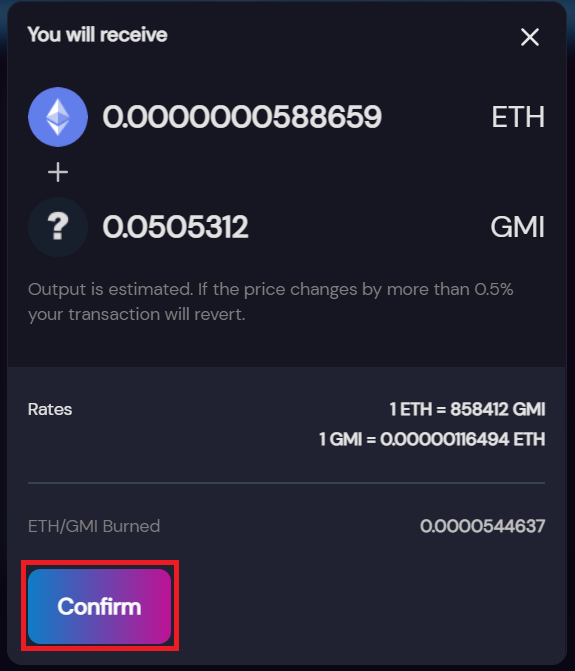 You will receive
0.0000000588659 ETH
+
? 0.0505312 GMI
Output is estimated. If the price changes by more than 0.5%
your transaction will revert.
Rates 1 ETH = 858412 GMI
1 GMI = 0.00000116494 ETH
ETH/GMI Burned 0.0000544637
Confirm